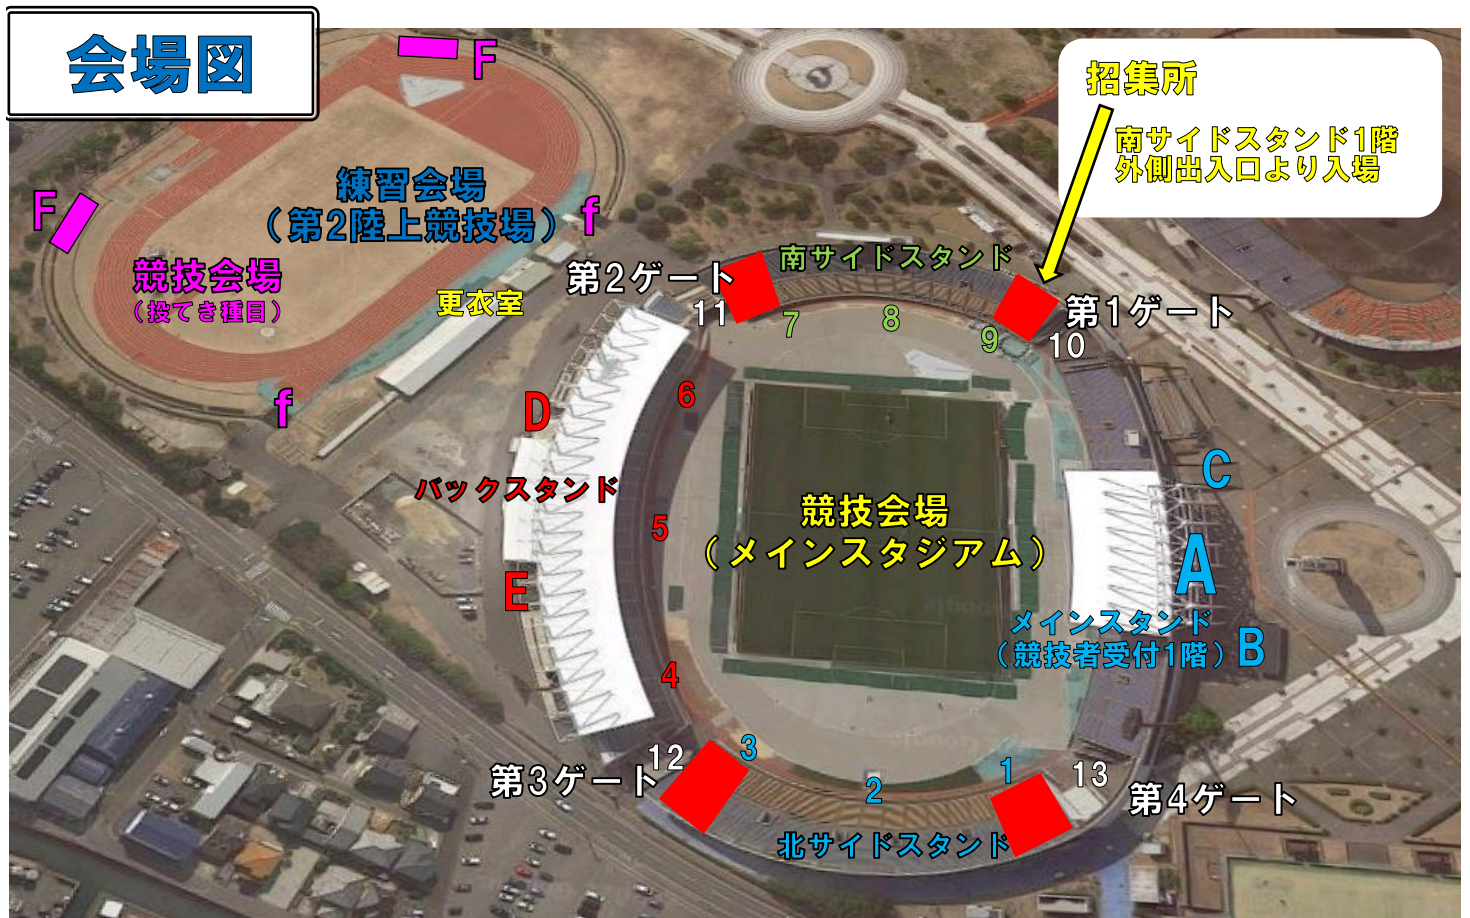 会場図
F
招集所
南サイドスタンド1階
外側出入口より入場
F
練習会場
（第2陸上競技場）
f
競技会場
（投てき種目）
更衣室
f
第2ゲート
11
南サイドスタンド
7
8
9
第1ゲート
10
6
D
バックスタンド
5
E
4
競技会場
（メインスタジアム）
C
A
メインスタンド
（競技者受付1階）
B
12
第3ゲート
3
2
1
13
第4ゲート
北サイドスタンド